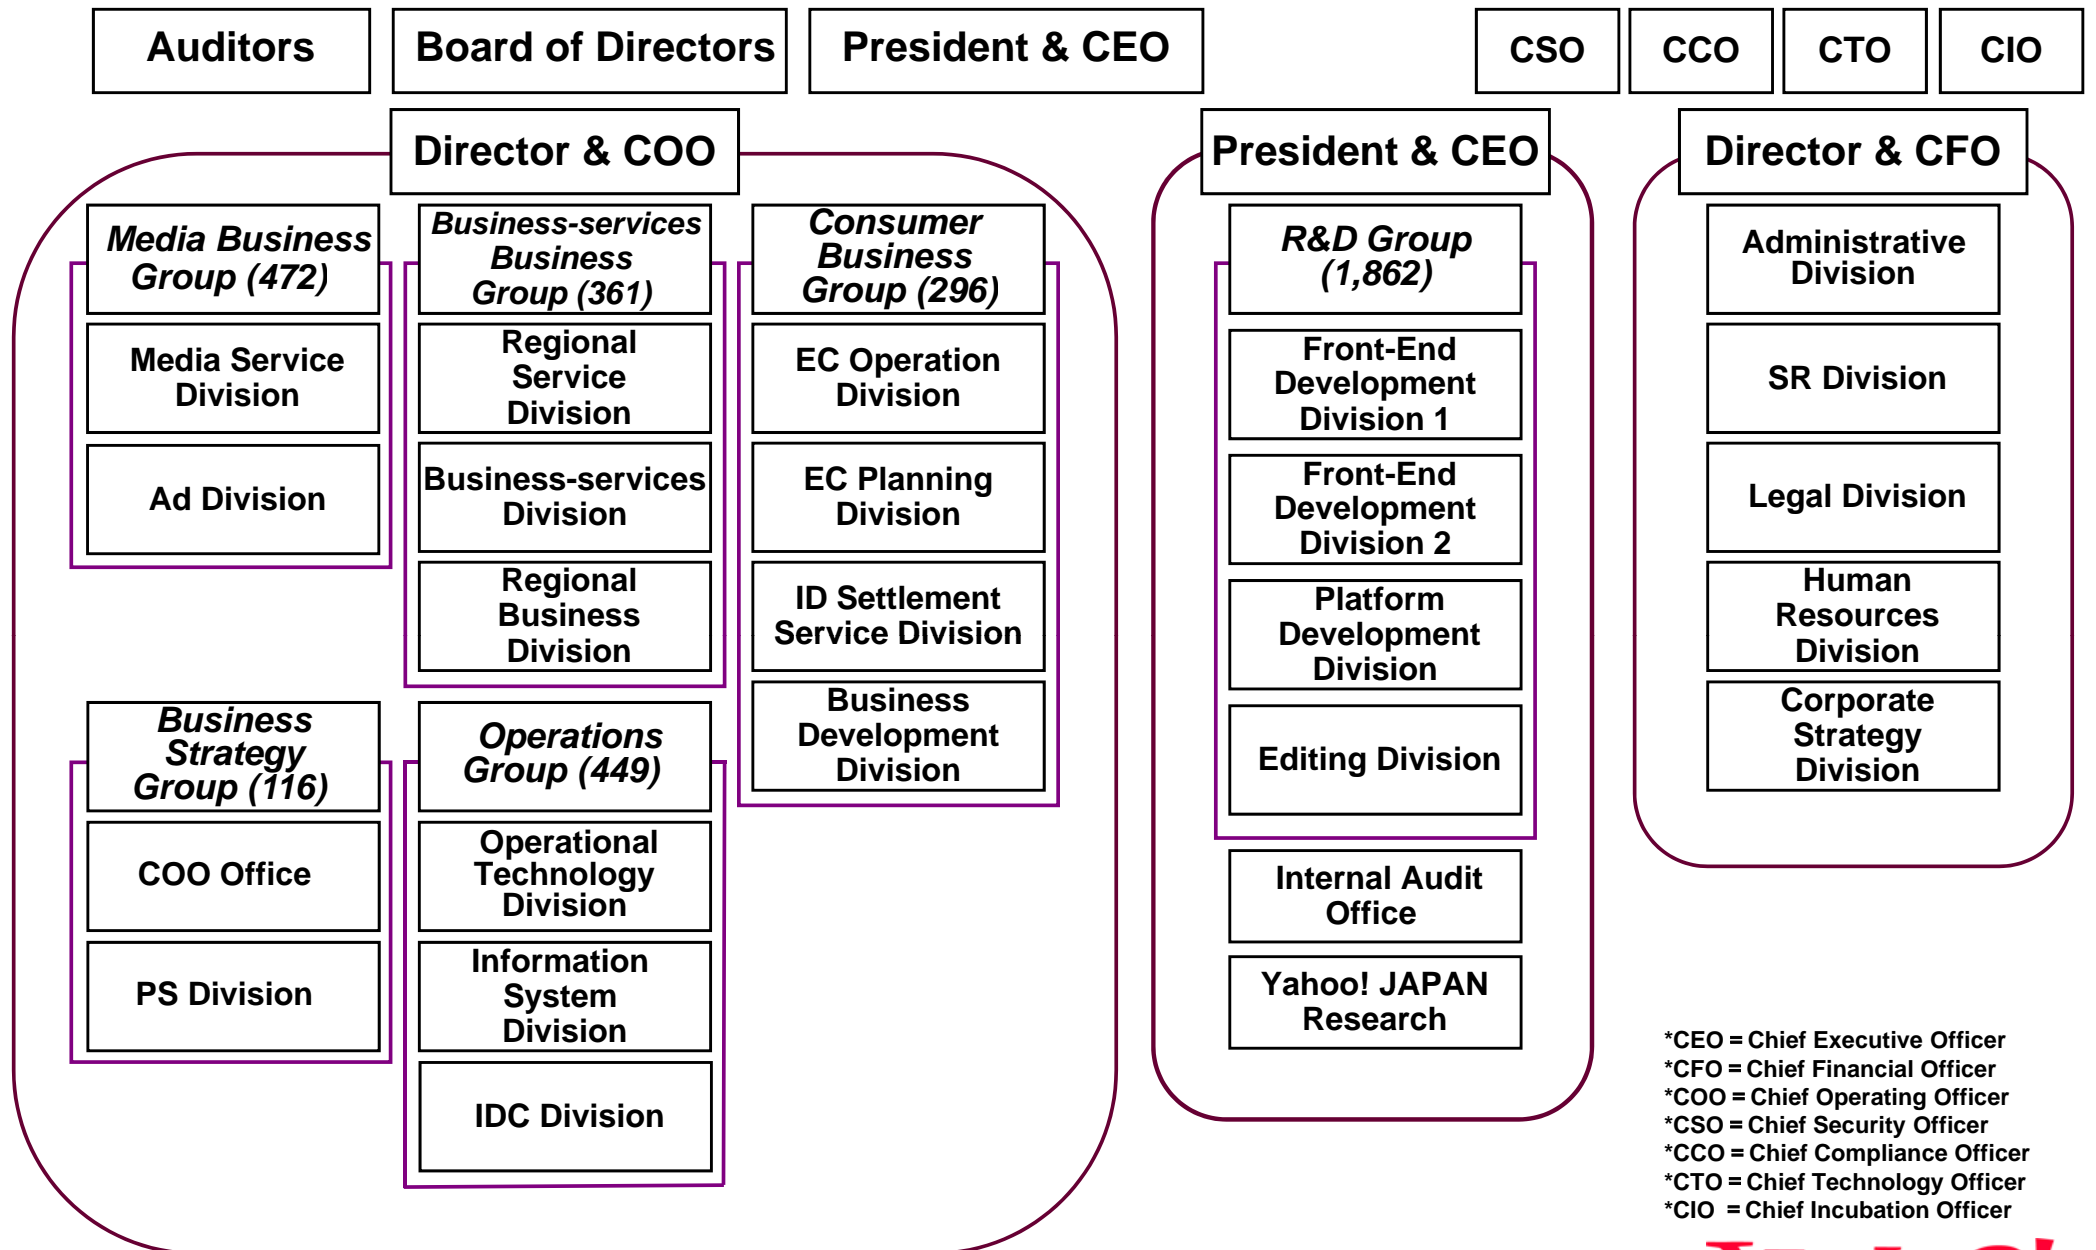 Auditors
Board of Directors
President & CEO
CSO
CCO
CTO
CIO
Director & COO
Media Business
Group (472)
Media Service
Division
Ad Division
Business-services
Business
Group (361)
Regional
Service
Division
Business-services
Division
Regional
Business
Division
Consumer
Business
Group (296)
EC Operation
Division
EC Planning
Division
ID Settlement
Service Division
Business
Development
Division
Business
Strategy
Group (116)
COO Office
PS Division
Operations
Group (449)
Operational
Technology
Division
Information
System
Division
IDC Division
President & CEO
R&D Group
(1,862)
Front-End
Development
Division 1
Front-End
Development
Division 2
Platform
Development
Division
Editing Division
Internal Audit
Office
Yahoo! JAPAN
Research
Director & CFO
Administrative
Division
SR Division
Legal Division
Human
Resources
Division
Corporate
Strategy
Division
*CEO = Chief Executive Officer
*CFO = Chief Financial Officer
*COO = Chief Operating Officer
*CSO = Chief Security Officer
*CCO = Chief Compliance Officer
*CTO = Chief Technology Officer
*CIO = Chief Incubation Officer